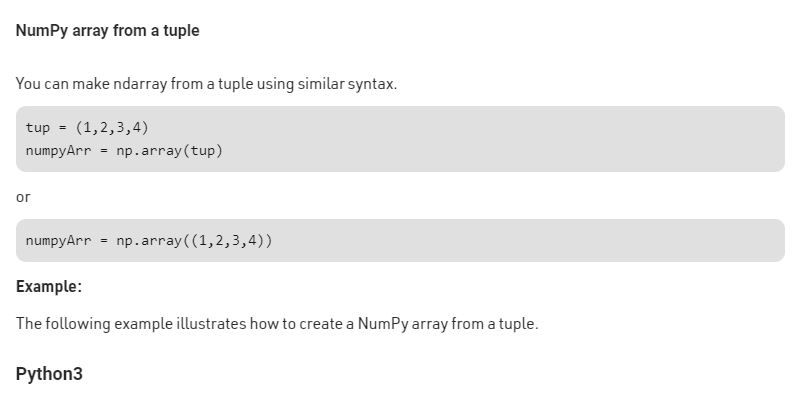 NumPy array from a tuple
You can make ndarray from a tuple using similar syntax.
tup = (1,2,3,4)
numpyArr = np.array(tup)
or
numpyArr = np.array((1,2,3,4))
Example:
The following example illustrates how to create a NumPy array from a tuple.
Python3